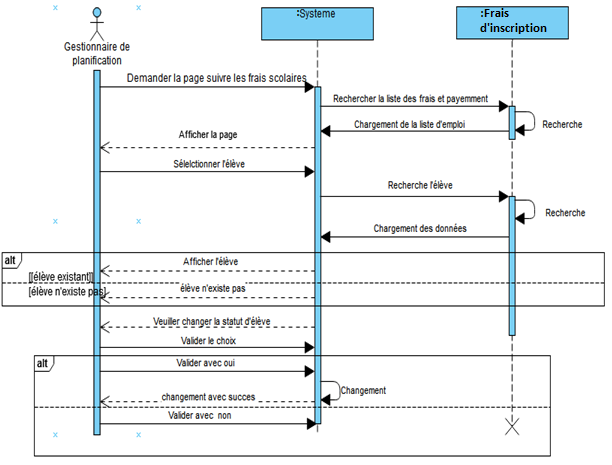 :Systeme
:Frais
d'inscription
Gestionnaire de
planification
Demander la page suivre les frais scolaires
Rechercher la liste des frais et payemment
Recherche
Chargement de la liste d'emploi
Afficher la page
Sélelctionner l'élève
Recherche l'élève
Recherche
Chargement des données
alt
Afficher l'élève
[[élève existant]]
élève n'existe pas
[élève n'existe pas]
Veuiller changer la statut d'élève
Valider le choix
alt
Valider avec oui
Changement
changement avec succes
Valider avec non